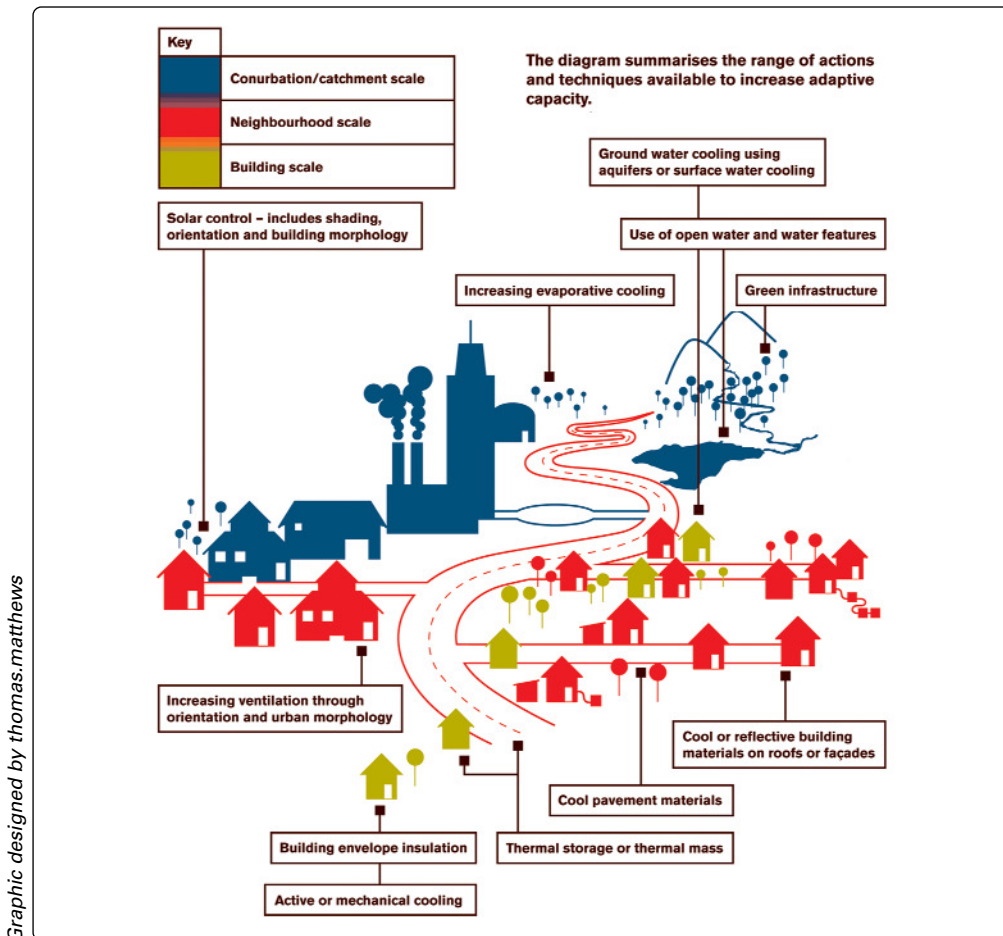 Key
Conurbation/catchment scale
Neighbourhood scale
Building scale
The diagram summarises the range of actions
and techniques available to increase adaptive
capacity.
Ground water cooling using
aquifers or surface water cooling
Solar control – includes shading,
orientation and building morphology
Use of open water and water features
Increasing evaporative cooling
Green infrastructure
Increasing ventilation through
orientation and urban morphology
Cool or reflective building
materials on roofs or façades
Cool pavement materials
Building envelope insulation
Thermal storage or thermal mass
Active or mechanical cooling
Graphic designed by thomas.matthews